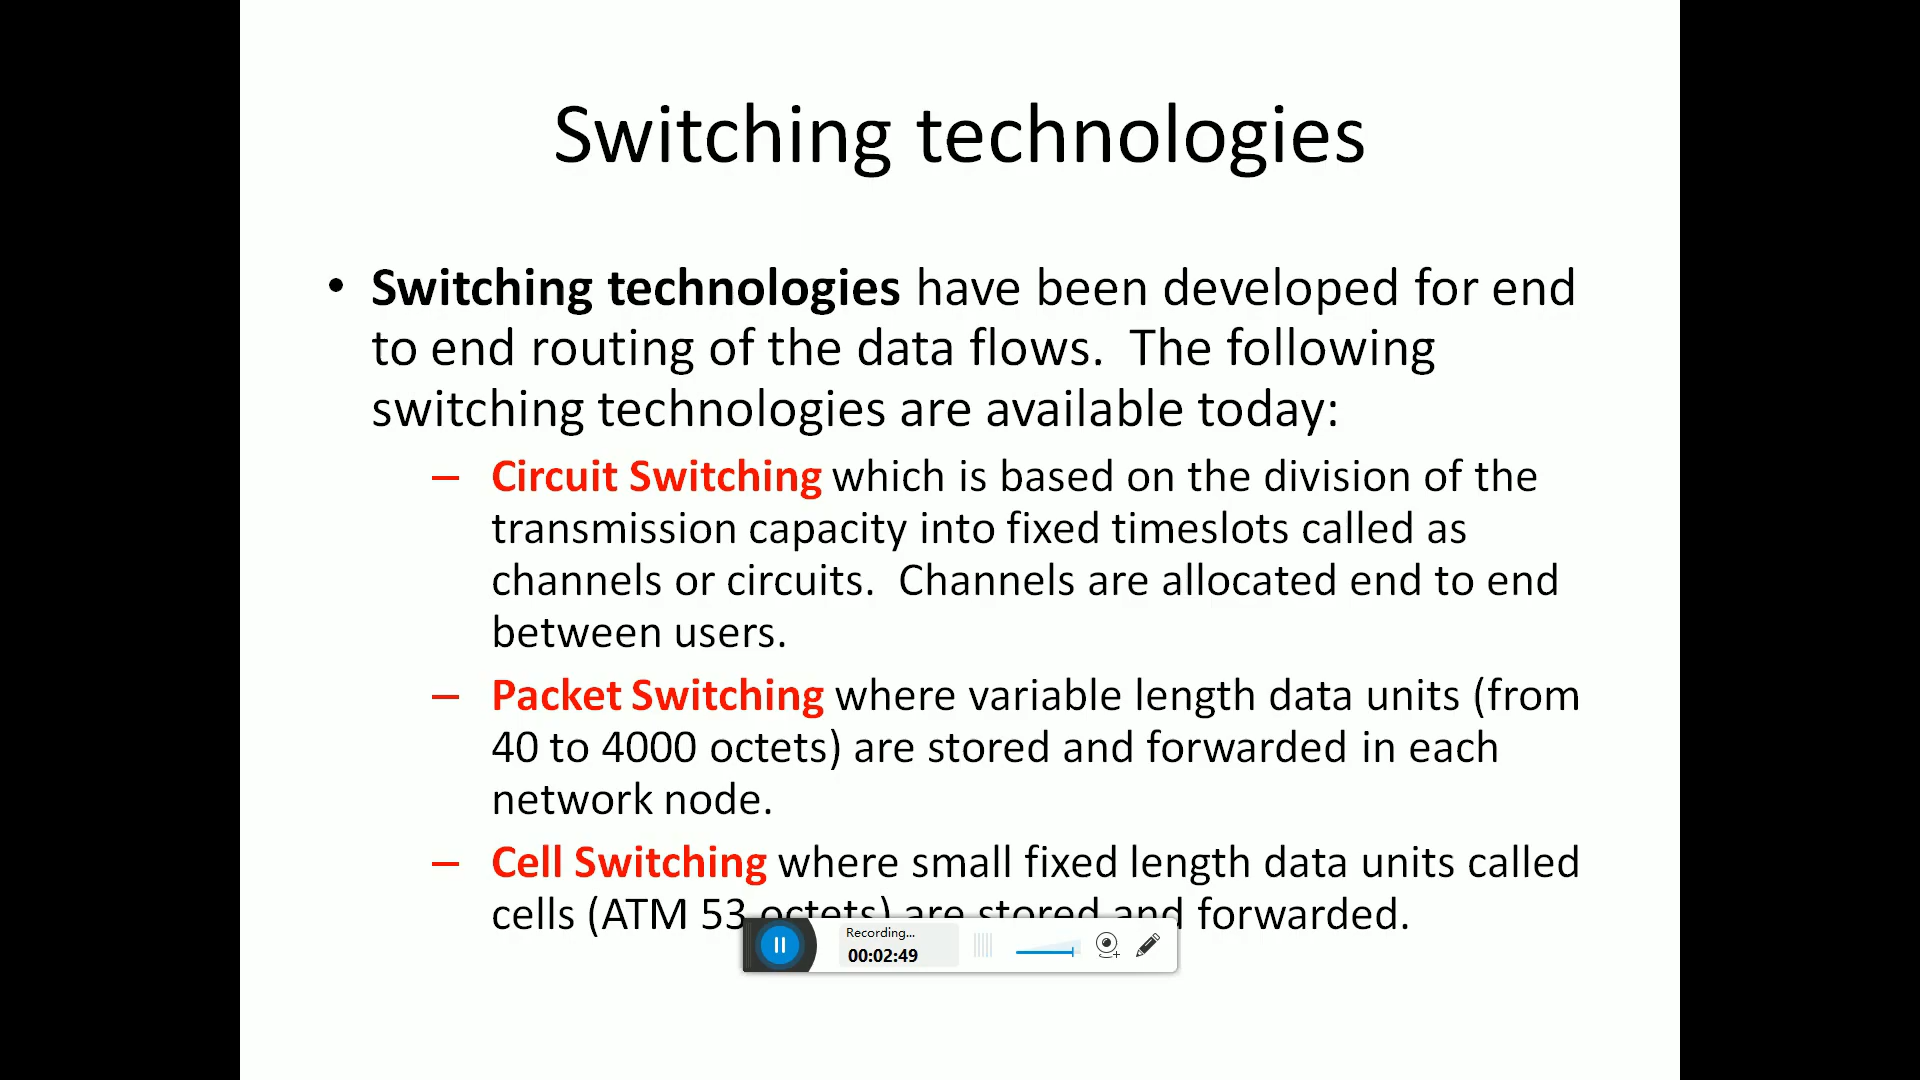 Switching technologies
• Switching technologies have been developed for end
to end routing of the data flows.  The following
switching technologies are available today:
– Circuit Switching which is based on the division of the
transmission capacity into fixed timeslots called as
channels or circuits.  Channels are allocated end to end
between users.
– Packet Switching where variable length data units (from
40 to 4000 octets) are stored and forwarded in each
network node.
– Cell Switching where small fixed length data units called
cells (ATM 53 octets) are stored and forwarded.
Recording...
00:02:49